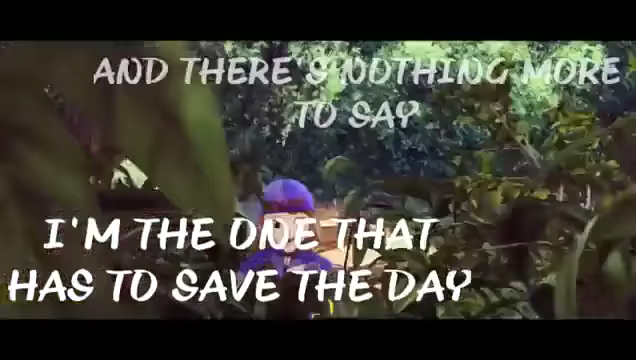 AND THERE'S NOTHING MORE
TO SAY
I'M THE ONE THAT
HAS TO SAVE THE DAY